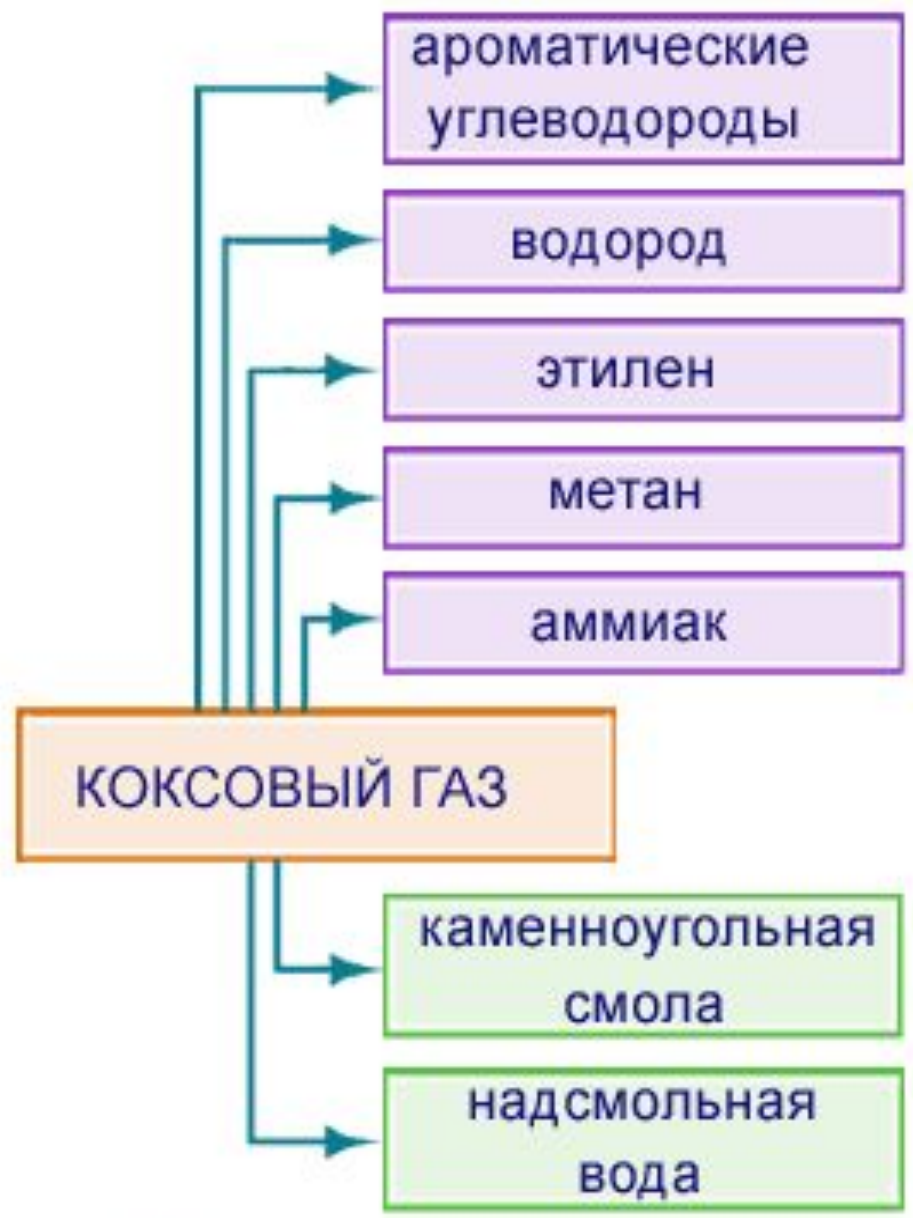 ароматические
углеводороды
водород
этилен
метан
аммиак
КОКСОВЫЙ ГАЗ
каменноугольная
смола
надсмольная
вода